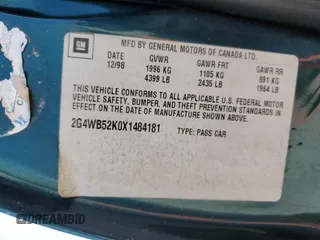 GM
MFD BY GENERAL MOTORS OF CANADA LTD.
DATE GVWR GAWR FRT GAWR RR
12/98 1996 KG 1105 KG 891 KG
4399 LB 2435 LB 1964 LB
THIS VEHICLE CONFORMS TO ALL APPLICABLE U.S. FEDERAL MOTOR
VEHICLE SAFETY, BUMPER, AND THEFT PREVENTION STANDARDS
IN EFFECT ON THE DATE OF MANUFACTURE SHOWN ABOVE.
2G4WB52K0X1484181 TYPE: PASS CAR
© DREAMBID